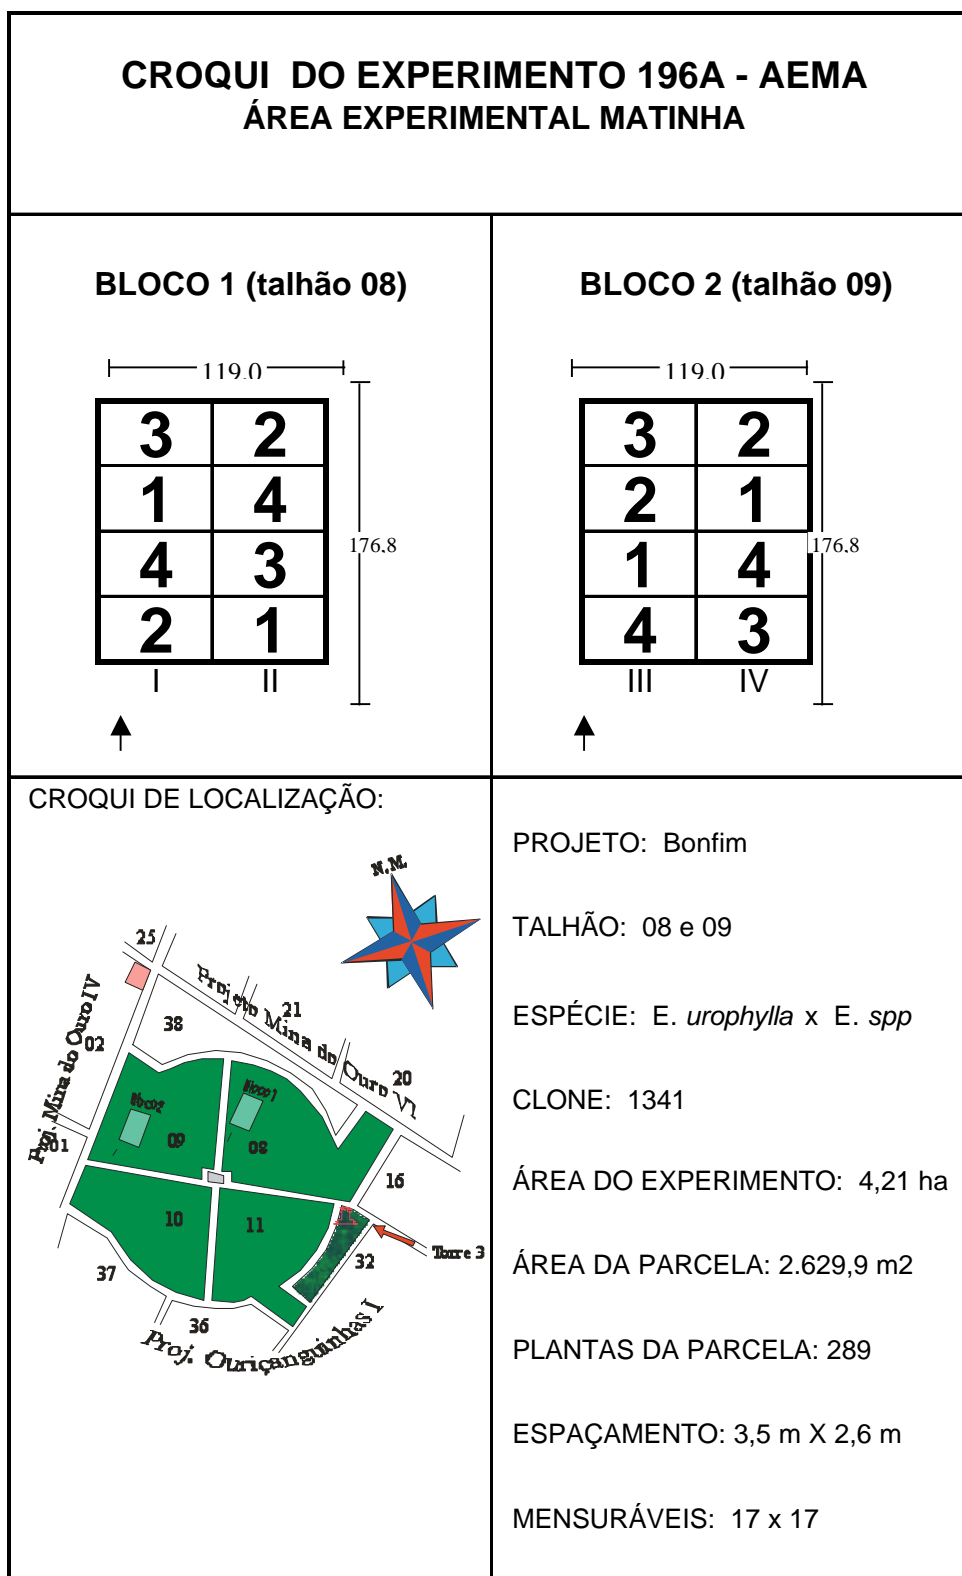 CROQUI DO EXPERIMENTO 196A - AEMA
ÁREA EXPERIMENTAL MATINHA
BLOCO 1 (talhão 08)
119.0
3 2
1 4
4 3
2 1
176.8
I II
BLOCO 2 (talhão 09)
119.0
3 2
2 1
1 4
4 3
176.8
III IV
CROQUI DE LOCALIZAÇÃO:
N.M.
25
Projeto Mina do Ouro VI
21
20
Proj. Mina do Ouro IV
02
01
38
Bloco2
Bloco 1
09
08
16
10
11
32
Torre 3
37
36
Proj. Ouriçanguinhas I
PROJETO: Bonfim
TALHÃO: 08 e 09
ESPÉCIE: E. urophylla x E. spp
CLONE: 1341
ÁREA DO EXPERIMENTO: 4,21 ha
ÁREA DA PARCELA: 2.629,9 m2
PLANTAS DA PARCELA: 289
ESPAÇAMENTO: 3,5 m X 2,6 m
MENSURÁVEIS: 17 x 17